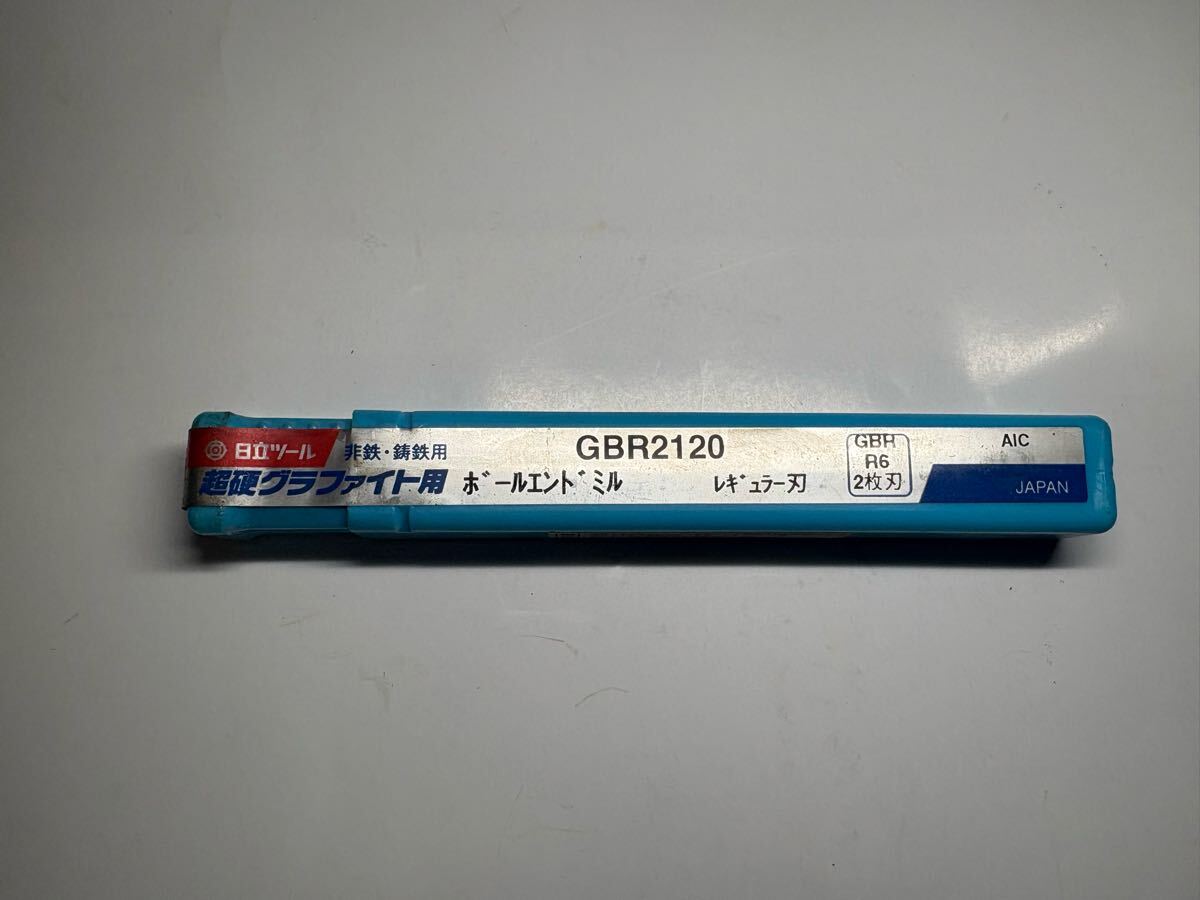 日立ツール
非鉄・鋳鉄用
超硬グラファイト用
GBR2120
ボールエンドミル
レギュラー刃
GBR
R6
2枚刃
AIC
JAPAN